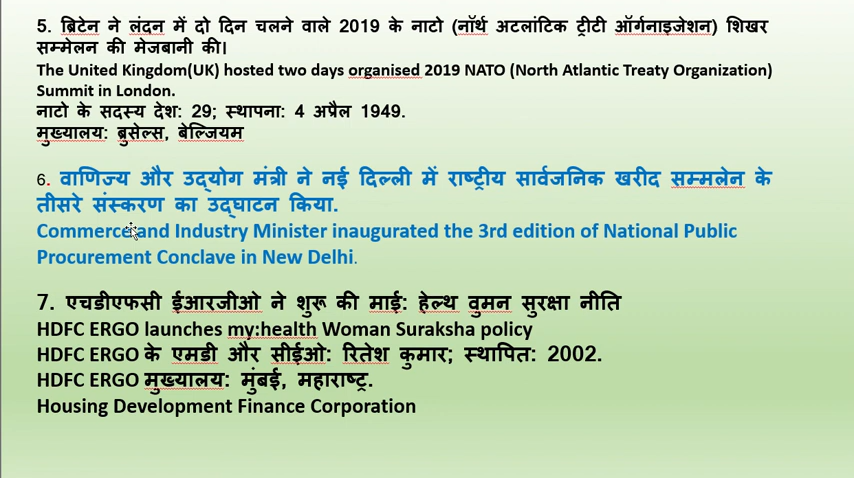 5. ब्रिटेन ने लंदन में दो दिन चलने वाले 2019 के नाटो (नॉर्थ अटलांटिक ट्रीटी ऑर्गनाइजेशन) शिखर
सम्मेलन की मेजबानी की।
The United Kingdom(UK) hosted two days organised 2019 NATO (North Atlantic Treaty Organization)
Summit in London.
नाटो के सदस्य देश: 29; स्थापना: 4 अप्रैल 1949.
मुख्यालय: ब्रुसेल्स, बेल्जियम
6. वाणिज्य और उद्योग मंत्री ने नई दिल्ली में राष्ट्रीय सार्वजनिक खरीद सम्मलेन के
तीसरे संस्करण का उद्घाटन किया.
Commerce and Industry Minister inaugurated the 3rd edition of National Public
Procurement Conclave in New Delhi.
7. एचडीएफसी ईआरजीओ ने शुरू की माई: हेल्थ वुमन सुरक्षा नीति
HDFC ERGO launches my:health Woman Suraksha policy
HDFC ERGO के एमडी और सीईओ: रितेश कुमार; स्थापित: 2002.
HDFC ERGO मुख्यालय: मुंबई, महाराष्ट्र.
Housing Development Finance Corporation